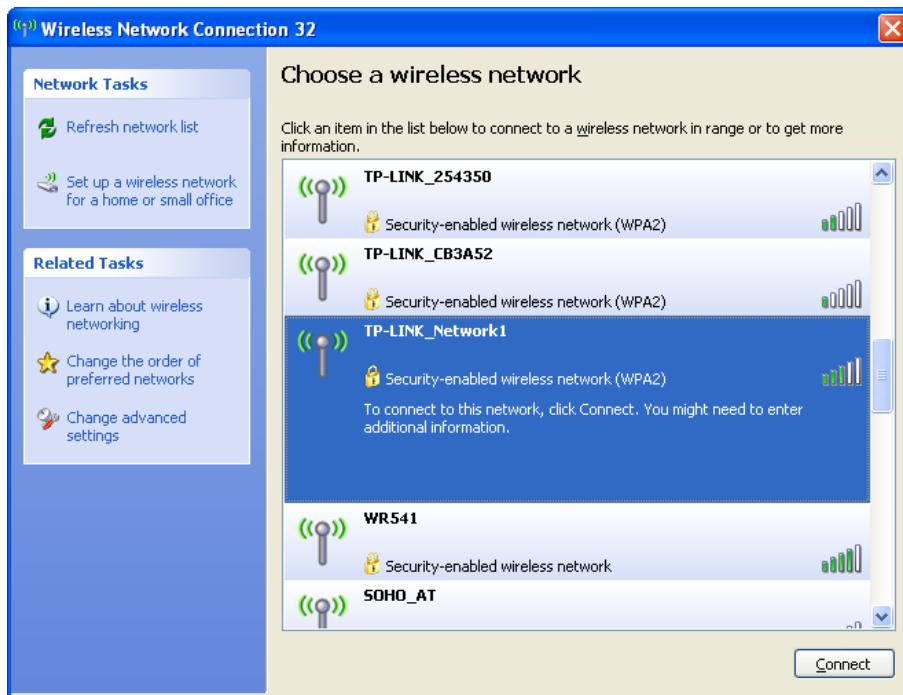 Wireless Network Connection 32
Network Tasks
Refresh network list
Set up a wireless network
for a home or small office
Related Tasks
Learn about wireless
networking
Change the order of
preferred networks
Change advanced
settings
Choose a wireless network
Click an item in the list below to connect to a wireless network in range or to get more
information.
TP-LINK_254350
Security-enabled wireless network (WPA2)
TP-LINK_CB3A52
Security-enabled wireless network (WPA2)
TP-LINK_Network1
Security-enabled wireless network (WPA2)
To connect to this network, click Connect. You might need to enter
additional information.
WR541
Security-enabled wireless network
SOHO_AT
Connect